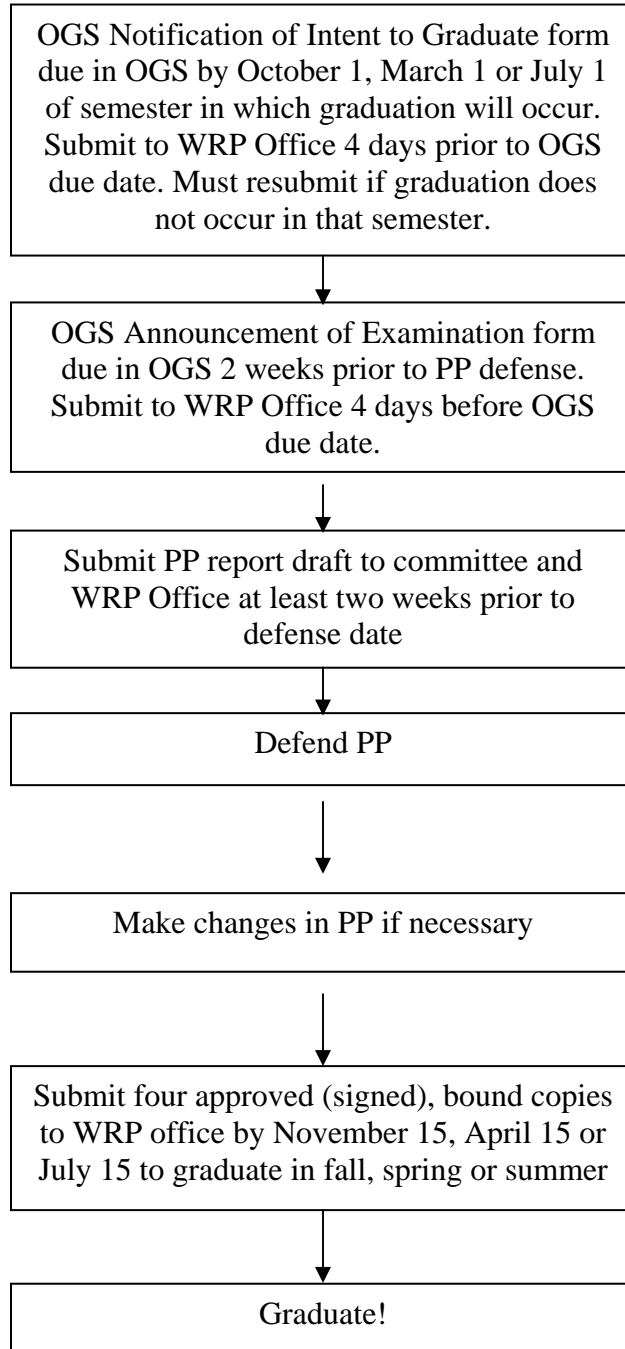 OGS Notification of Intent to Graduate form
due in OGS by October 1, March 1 or July 1
of semester in which graduation will occur.
Submit to WRP Office 4 days prior to OGS
due date. Must resubmit if graduation does
not occur in that semester.
OGS Announcement of Examination form
due in OGS 2 weeks prior to PP defense.
Submit to WRP Office 4 days before OGS
due date.
Submit PP report draft to committee and
WRP Office at least two weeks prior to
defense date
Defend PP
Make changes in PP if necessary
Submit four approved (signed), bound copies
to WRP office by November 15, April 15 or
July 15 to graduate in fall, spring or summer
Graduate!